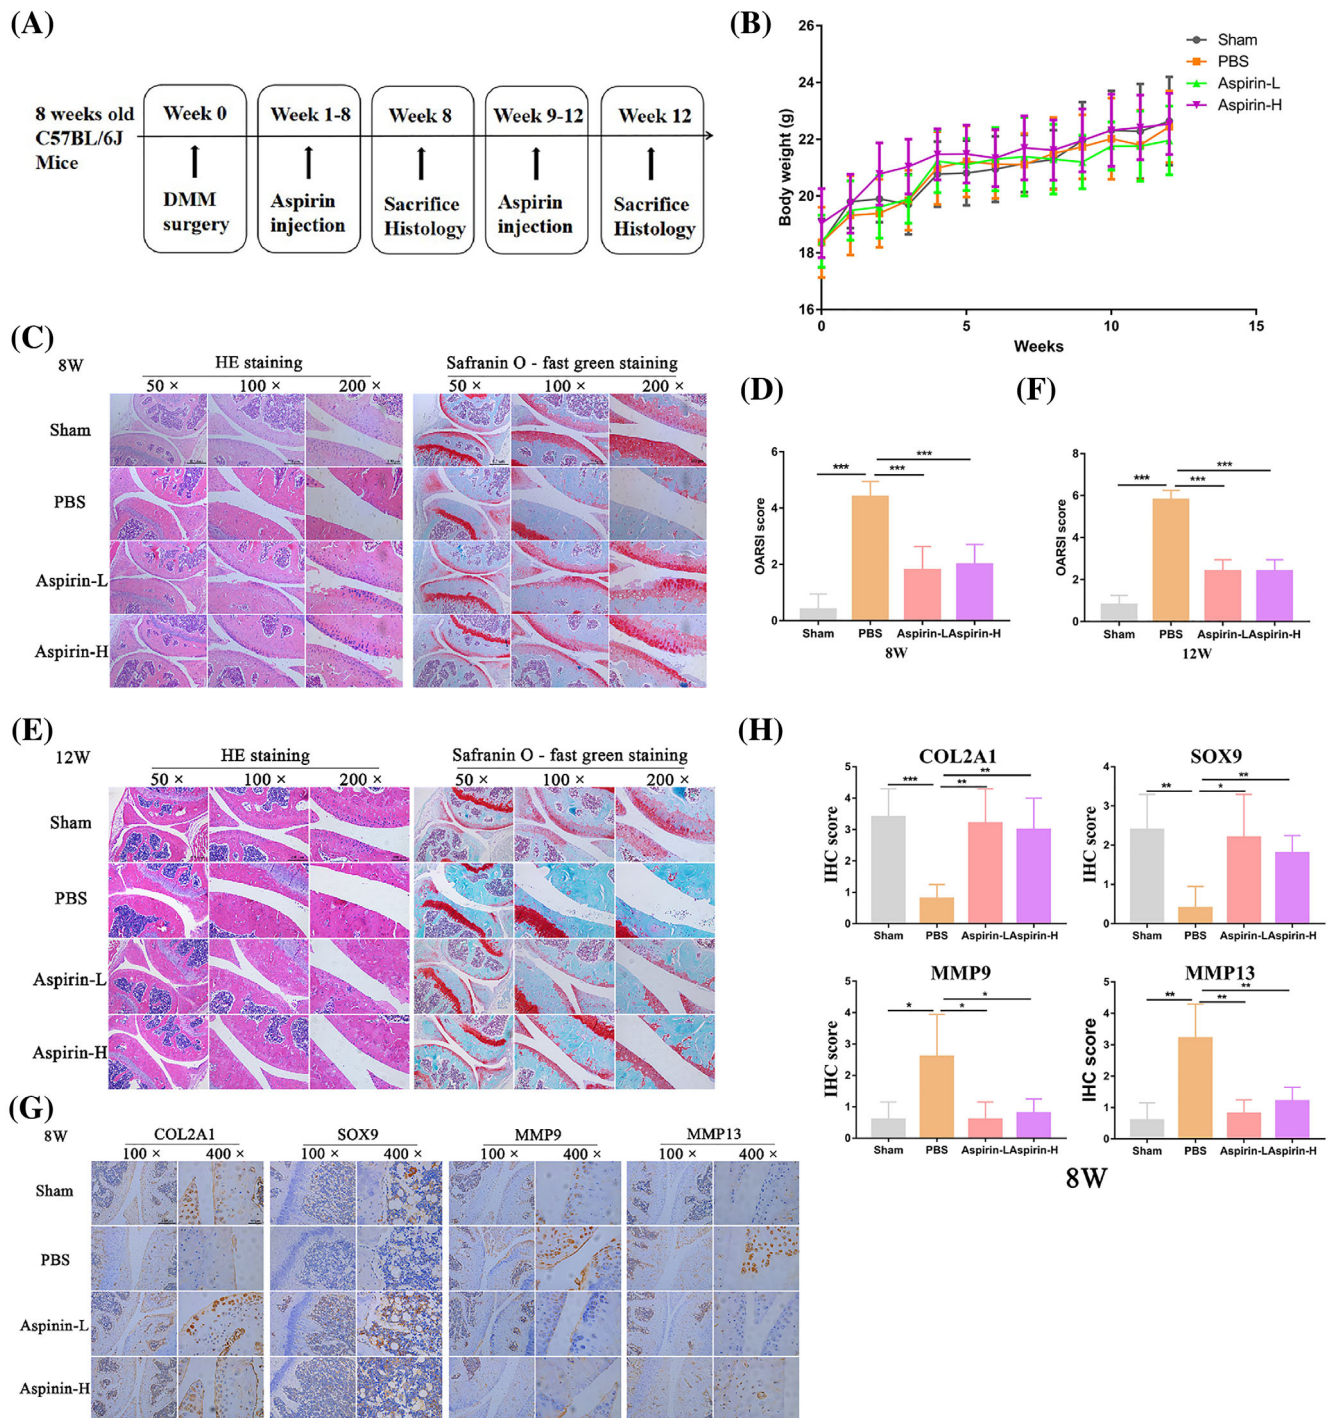 (A)
8 weeks old
C57BL/6J
Mice
Week 0
Week 1-8
Week 8
Week 9-12
Week 12
DMM
surgery
Aspirin
injection
Sacrifice
Histology
Aspirin
injection
Sacrifice
Histology
(B)
Body weight (g)
26
24
22
20
18
16
0
5
10
15
Weeks
Sham
PBS
Aspirin-L
Aspirin-H
(C)
8W
HE staining
Safranin O - fast green staining
50 ×
100 ×
200 ×
50 ×
100 ×
200 ×
Sham
PBS
Aspirin-L
Aspirin-H
(D)
OARSI score
6
4
2
0
***
***
***
Sham
PBS
Aspirin-L
Aspirin-H
8W
(F)
OARSI score
8
6
4
2
0
***
***
***
Sham
PBS
Aspirin-L
Aspirin-H
12W
(E)
12W
HE staining
Safranin O - fast green staining
50 ×
100 ×
200 ×
50 ×
100 ×
200 ×
Sham
PBS
Aspirin-L
Aspirin-H
(G)
8W
COL2A1
SOX9
MMP9
MMP13
100 ×
400 ×
100 ×
400 ×
100 ×
400 ×
100 ×
400 ×
Sham
PBS
Aspinin-L
Aspinin-H
(H)
COL2A1
IHC score
5
4
3
2
1
0
***
**
**
Sham
PBS
Aspirin-L
Aspirin-H
SOX9
IHC score
4
3
2
1
0
**
*
**
Sham
PBS
Aspirin-L
Aspirin-H
MMP9
IHC score
5
4
3
2
1
0
*
*
*
Sham
PBS
Aspirin-L
Aspirin-H
MMP13
IHC score
5
4
3
2
1
0
**
**
**
Sham
PBS
Aspirin-L
Aspirin-H
8W